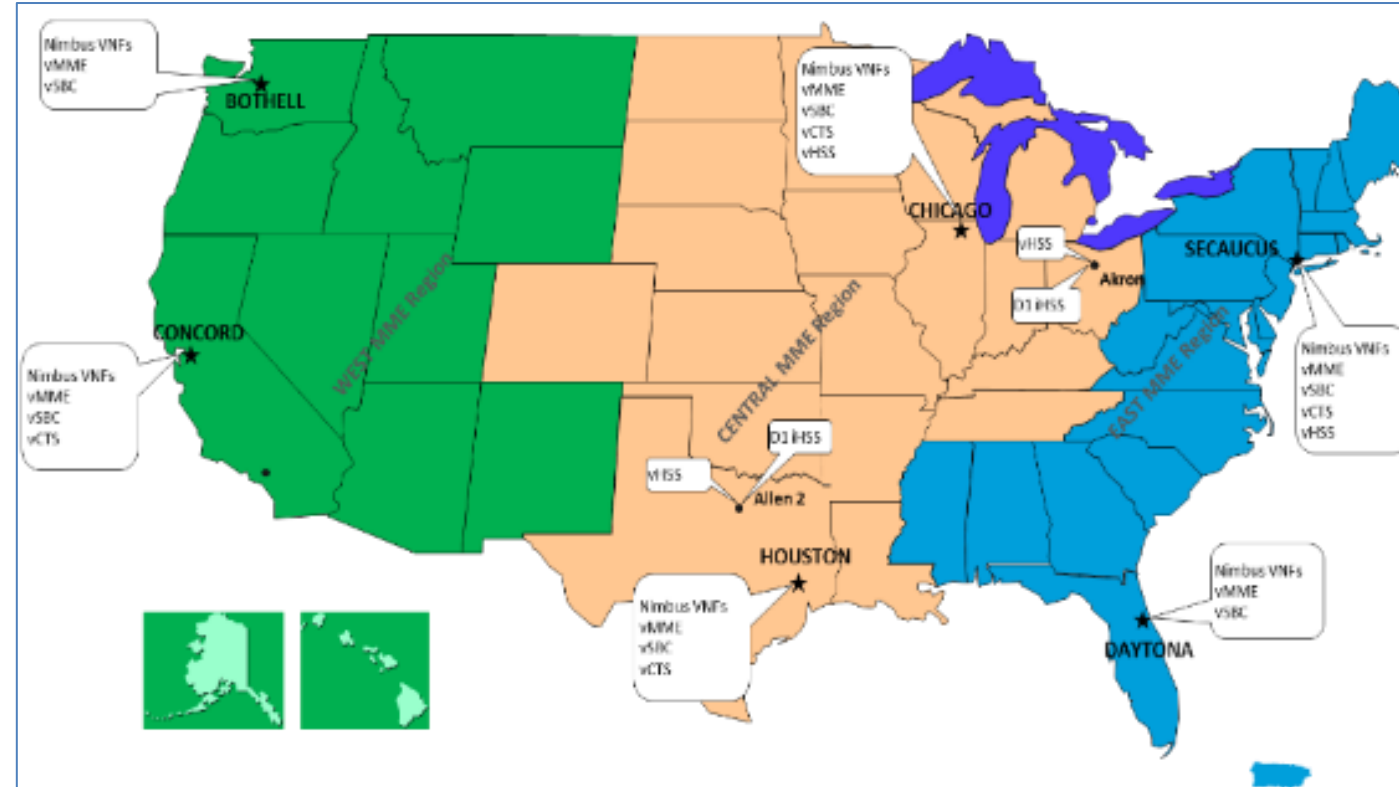 Nimbus VNFs
vMME
vSBC
BOTHELL
Nimbus VNFs
vMME
vSBC
vCTS
vHSS
CHICAGO
vHSS
Akron
D1 iHSS
SECAUCUS
Nimbus VNFs
vMME
vSBC
vCTS
vHSS
CONCORD
Nimbus VNFs
vMME
vSBC
vCTS
WEST MME Region
CENTRAL MME Region
EAST MME Region
D1 iHSS
vHSS
Allen 2
HOUSTON
Nimbus VNFs
vMME
vSBC
vCTS
Nimbus VNFs
vMME
vSBC
DAYTONA